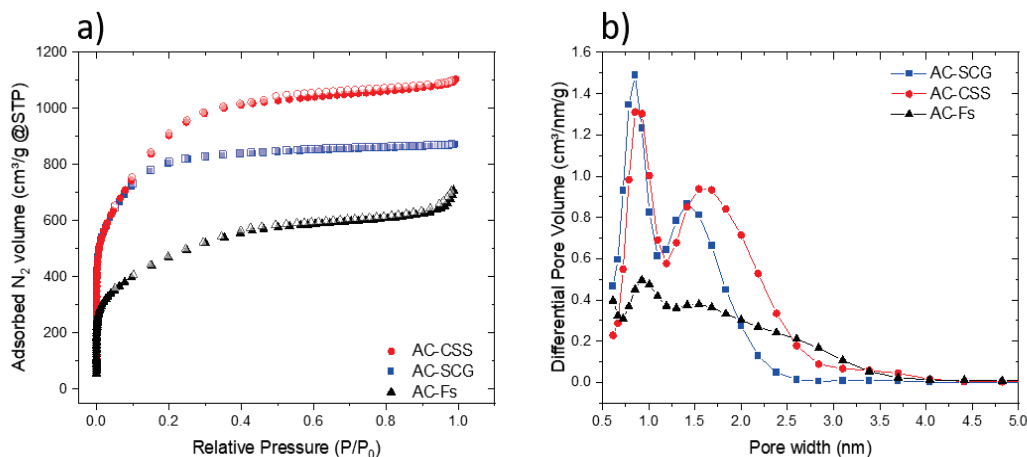 a)
Adsorbed N₂ volume (cm³/g @STP)
1200
1000
800
600
400
200
0
0.0 0.2 0.4 0.6 0.8 1.0
Relative Pressure (P/P₀)
AC-CSS
AC-SCG
AC-Fs
b)
Differential Pore Volume (cm³/nm/g)
1.6
1.4
1.2
1.0
0.8
0.6
0.4
0.2
0.0
0.5 1.0 1.5 2.0 2.5 3.0 3.5 4.0 4.5 5.0
Pore width (nm)
AC-SCG
AC-CSS
AC-Fs